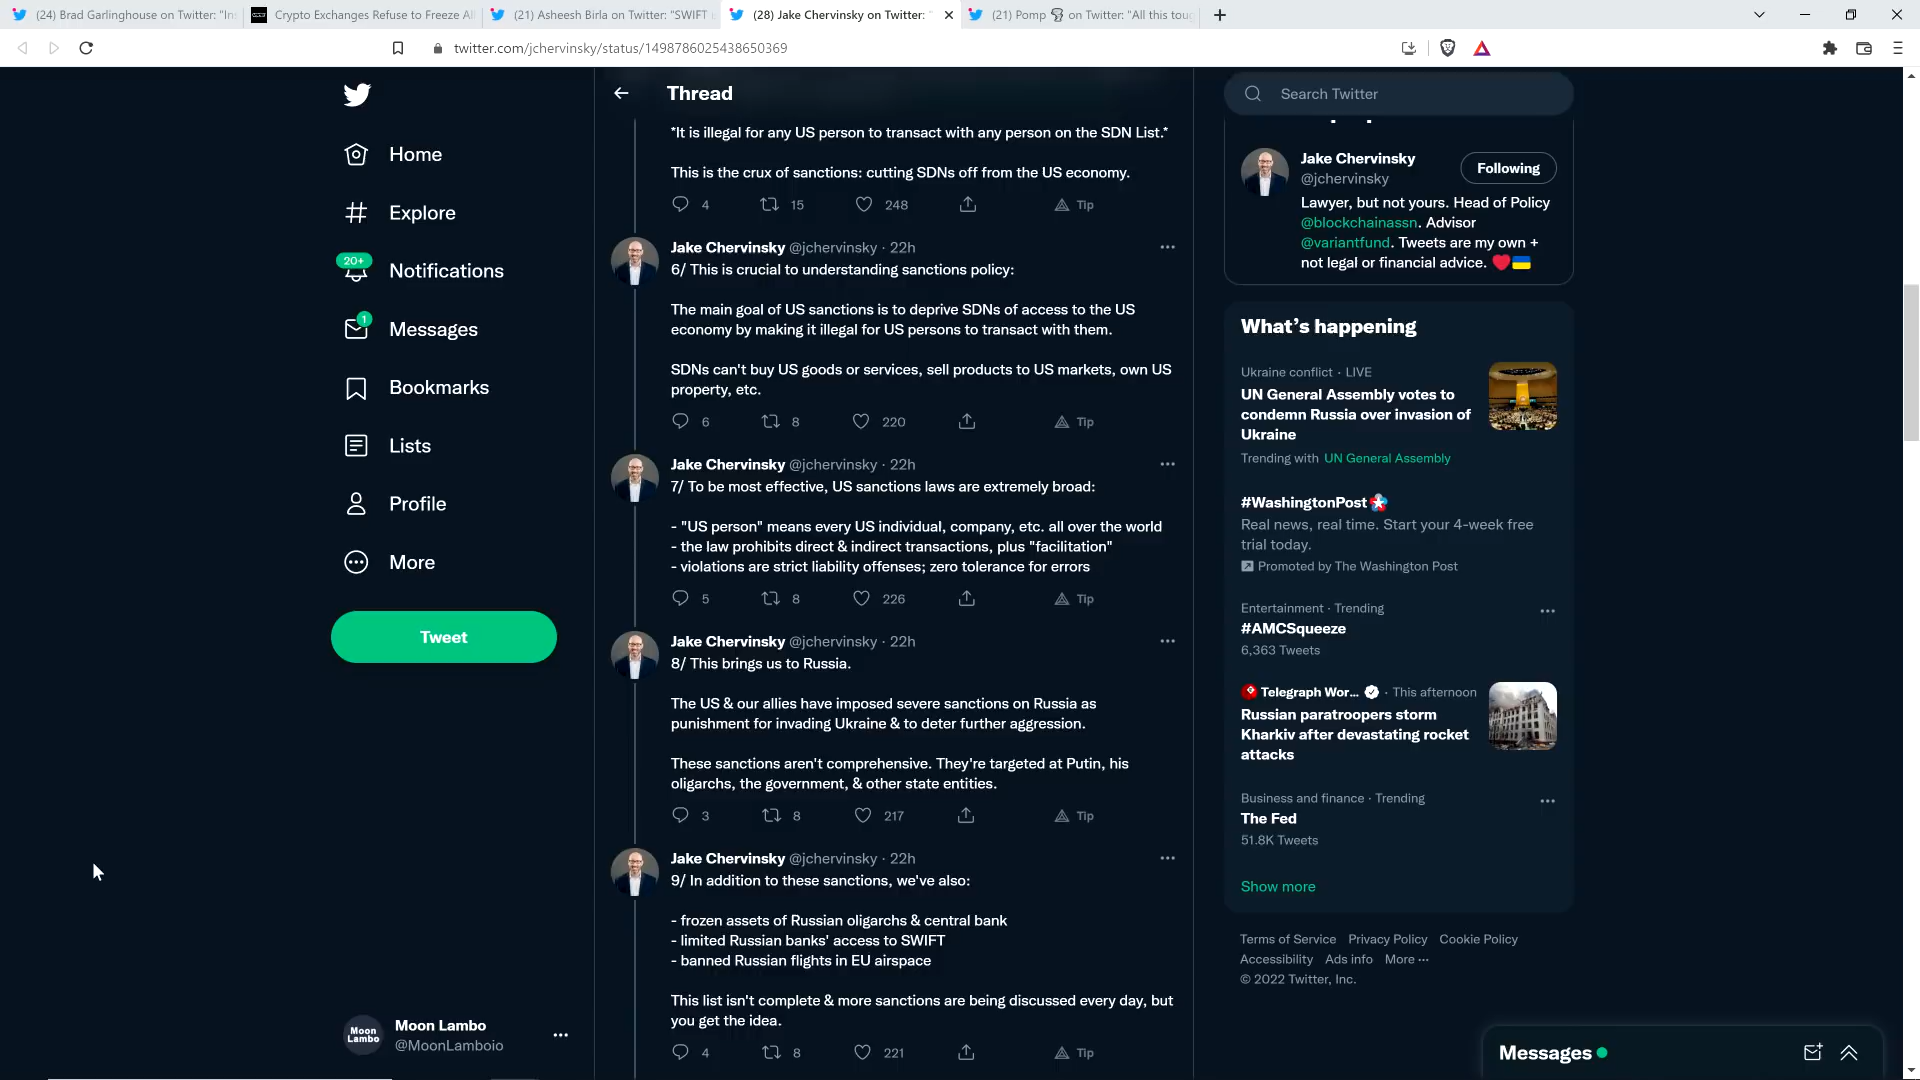 (24) Brad Garlinghouse on Twitter: "In
Crypto Exchanges Refuse to Freeze Al
(21) Asheesh Birla on Twitter: "SWIFT i
(28) Jake Chervinsky on Twitter: "
(21) Pomp 🌪 on Twitter: "All this toug
twitter.com/jchervinsky/status/1498786025438650369
Home
Explore
20+
Notifications
1
Messages
Bookmarks
Lists
Profile
More
Tweet
Moon Lambo
Moon Lambo
@MoonLamboio
Thread
*It is illegal for any US person to transact with any person on the SDN List.*
This is the crux of sanctions: cutting SDNs off from the US economy.
4 15 248 Tip
Jake Chervinsky @jchervinsky · 22h
6/ This is crucial to understanding sanctions policy:
The main goal of US sanctions is to deprive SDNs of access to the US
economy by making it illegal for US persons to transact with them.
SDNs can't buy US goods or services, sell products to US markets, own US
property, etc.
6 8 220 Tip
Jake Chervinsky @jchervinsky · 22h
7/ To be most effective, US sanctions laws are extremely broad:
- "US person" means every US individual, company, etc. all over the world
- the law prohibits direct & indirect transactions, plus "facilitation"
- violations are strict liability offenses; zero tolerance for errors
5 8 226 Tip
Jake Chervinsky @jchervinsky · 22h
8/ This brings us to Russia.
The US & our allies have imposed severe sanctions on Russia as
punishment for invading Ukraine & to deter further aggression.
These sanctions aren't comprehensive. They're targeted at Putin, his
oligarchs, the government, & other state entities.
3 8 217 Tip
Jake Chervinsky @jchervinsky · 22h
9/ In addition to these sanctions, we've also:
- frozen assets of Russian oligarchs & central bank
- limited Russian banks' access to SWIFT
- banned Russian flights in EU airspace
This list isn't complete & more sanctions are being discussed every day, but
you get the idea.
4 8 221 Tip
Search Twitter
Jake Chervinsky
@jchervinsky
Following
Lawyer, but not yours. Head of Policy
@blockchainassn. Advisor
@variantfund. Tweets are my own +
not legal or financial advice. ❤️🇺🇦
What's happening
Ukraine conflict · LIVE
UN General Assembly votes to
condemn Russia over invasion of
Ukraine
Trending with UN General Assembly
#WashingtonPost
Real news, real time. Start your 4-week free
trial today.
Promoted by The Washington Post
Entertainment · Trending
#AMCSqueeze
6,363 Tweets
Telegraph Wor... · This afternoon
Russian paratroopers storm
Kharkiv after devastating rocket
attacks
Business and finance · Trending
The Fed
51.8K Tweets
Show more
Terms of Service Privacy Policy Cookie Policy
Accessibility Ads info More ···
© 2022 Twitter, Inc.
Messages